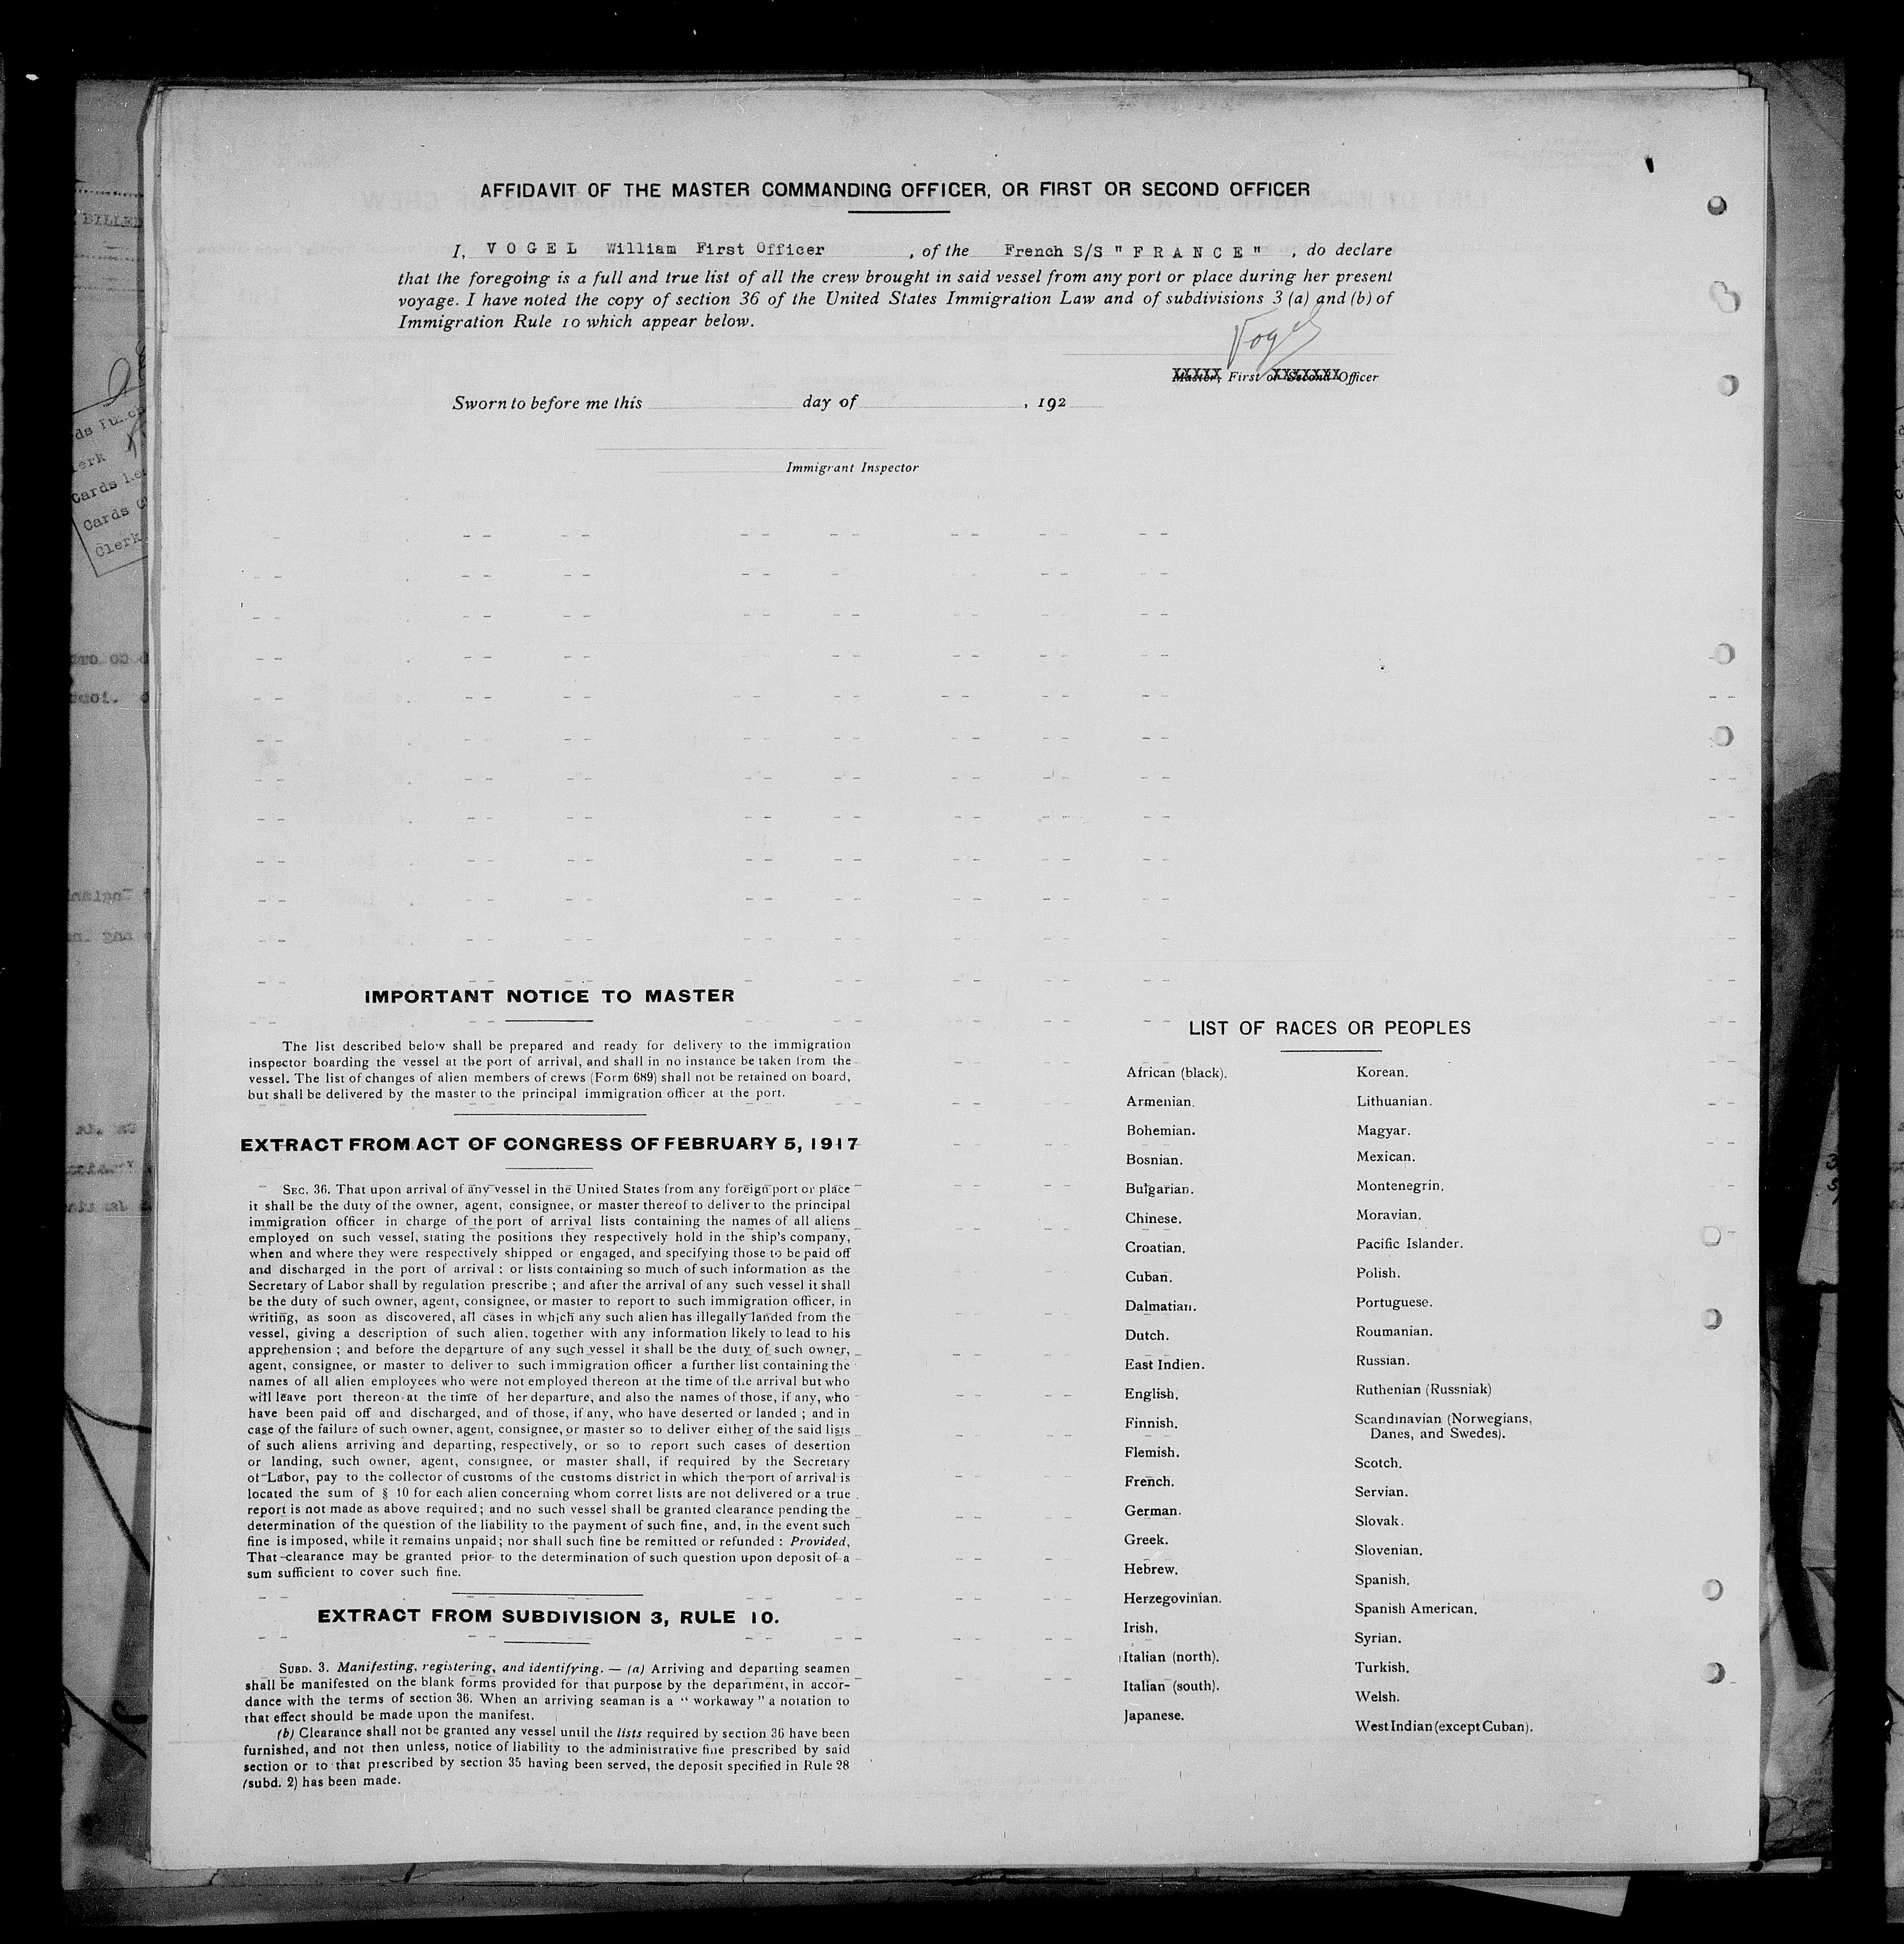 AFFIDAVIT OF THE MASTER COMMANDING OFFICER, OR FIRST OR SECOND OFFICER
I, VOGEL William First Officer , of the French S/S " FRANCE " , do declare
that the foregoing is a full and true list of all the crew brought in said vessel from any port or place during her present
voyage. I have noted the copy of section 36 of the United States Immigration Law and of subdivisions 3 (a) and (b) of
Immigration Rule 10 which appear below.
Vogel
Master, First or Second Officer
Sworn to before me this day of , 192
Immigrant Inspector
IMPORTANT NOTICE TO MASTER
The list described below shall be prepared and ready for delivery to the immigration
inspector boarding the vessel at the port of arrival, and shall in no instance be taken from the
vessel. The list of changes of alien members of crews (Form 689) shall not be retained on board,
but shall be delivered by the master to the principal immigration officer at the port.
EXTRACT FROM ACT OF CONGRESS OF FEBRUARY 5, 1917
SEC. 36. That upon arrival of any vessel in the United States from any foreign port or place
it shall be the duty of the owner, agent, consignee, or master thereof to deliver to the principal
immigration officer in charge of the port of arrival lists containing the names of all aliens
employed on such vessel, stating the positions they respectively hold in the ship's company,
when and where they were respectively shipped or engaged, and specifying those to be paid off
and discharged in the port of arrival ; or lists containing so much of such information as the
Secretary of Labor shall by regulation prescribe ; and after the arrival of any such vessel it shall
be the duty of such owner, agent, consignee, or master to report to such immigration officer, in
writing, as soon as discovered, all cases in which any such alien has illegally landed from the
vessel, giving a description of such alien, together with any information likely to lead to his
apprehension ; and before the departure of any such vessel it shall be the duty of such owner,
agent, consignee, or master to deliver to such immigration officer a further list containing the
names of all alien employees who were not employed thereon at the time of the arrival but who
will leave port thereon at the time of her departure, and also the names of those, if any, who
have been paid off and discharged, and of those, if any, who have deserted or landed ; and in
case of the failure of such owner, agent, consignee, or master so to deliver either of the said lists
of such aliens arriving and departing, respectively, or so to report such cases of desertion
or landing, such owner, agent, consignee, or master shall, if required by the Secretary
of Labor, pay to the collector of customs of the customs district in which the port of arrival is
located the sum of § 10 for each alien concerning whom corret lists are not delivered or a true
report is not made as above required ; and no such vessel shall be granted clearance pending the
determination of the question of the liability to the payment of such fine, and, in the event such
fine is imposed, while it remains unpaid ; nor shall such fine be remitted or refunded : Provided,
That clearance may be granted prior to the determination of such question upon deposit of a
sum sufficient to cover such fine.
EXTRACT FROM SUBDIVISION 3, RULE 10.
SUBD. 3. Manifesting, registering, and identifying. — (a) Arriving and departing seamen
shall be manifested on the blank forms provided for that purpose by the department, in accor-
dance with the terms of section 36. When an arriving seaman is a " workaway " a notation to
that effect should be made upon the manifest.
(b) Clearance shall not be granted any vessel until the lists required by section 36 have been
furnished, and not then unless, notice of liability to the administrative fine prescribed by said
section or to that prescribed by section 35 having been served, the deposit specified in Rule 28
(subd. 2) has been made.
LIST OF RACES OR PEOPLES
African (black).
Armenian.
Bohemian.
Bosnian.
Bulgarian.
Chinese.
Croatian.
Cuban.
Dalmatian.
Dutch.
East Indien.
English.
Finnish.
Flemish.
French.
German.
Greek.
Hebrew.
Herzegovinian.
Irish.
Italian (north).
Italian (south).
Japanese.
Korean.
Lithuanian.
Magyar.
Mexican.
Montenegrin.
Moravian.
Pacific Islander.
Polish.
Portuguese.
Roumanian.
Russian.
Ruthenian (Russniak)
Scandinavian (Norwegians,
Danes, and Swedes).
Scotch.
Servian.
Slovak.
Slovenian.
Spanish.
Spanish American.
Syrian.
Turkish.
Welsh.
West Indian (except Cuban).
BILLED
Cards
Clerk